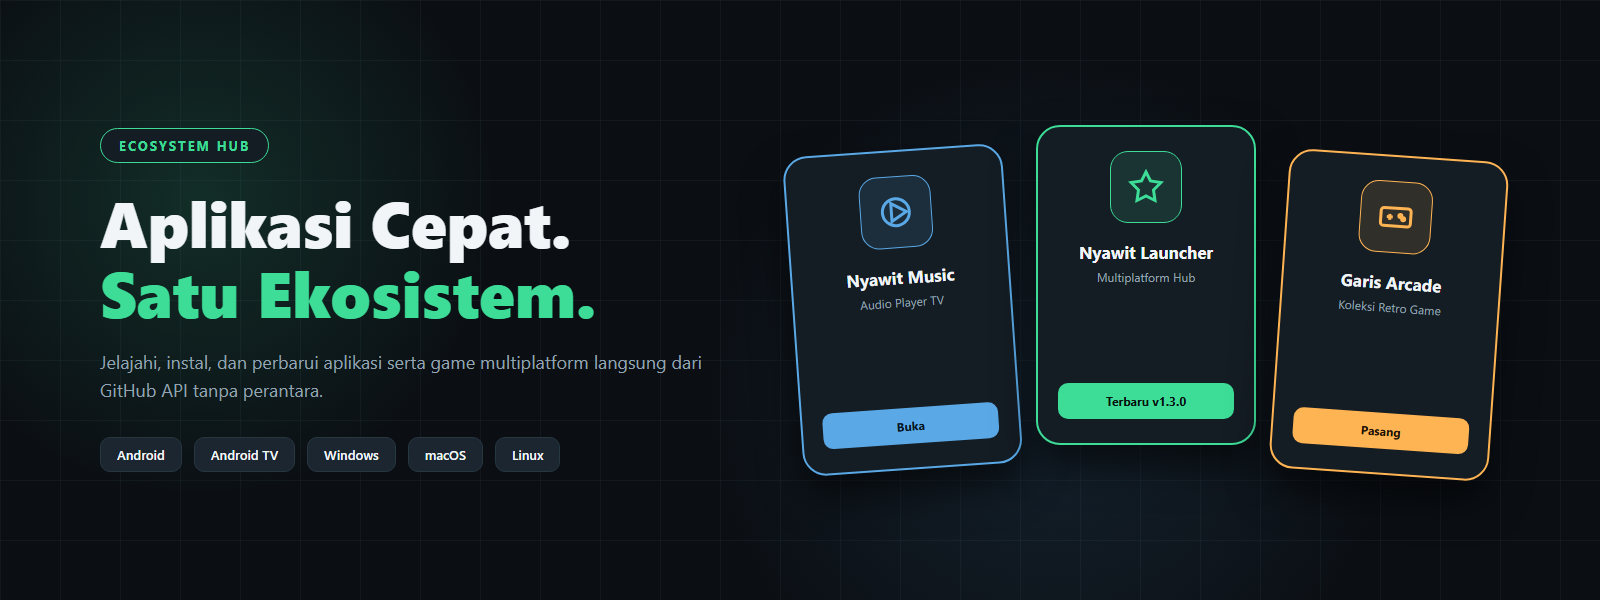 ECOSYSTEM HUB
Aplikasi Cepat.
Satu Ekosistem.
Jelajahi, instal, dan perbarui aplikasi serta game multiplatform langsung dari
GitHub API tanpa perantara.
Android
Android TV
Windows
macOS
Linux
Nyawit Music
Audio Player TV
Buka
Nyawit Launcher
Multiplatform Hub
Terbaru v1.3.0
Garis Arcade
Koleksi Retro Game
Pasang